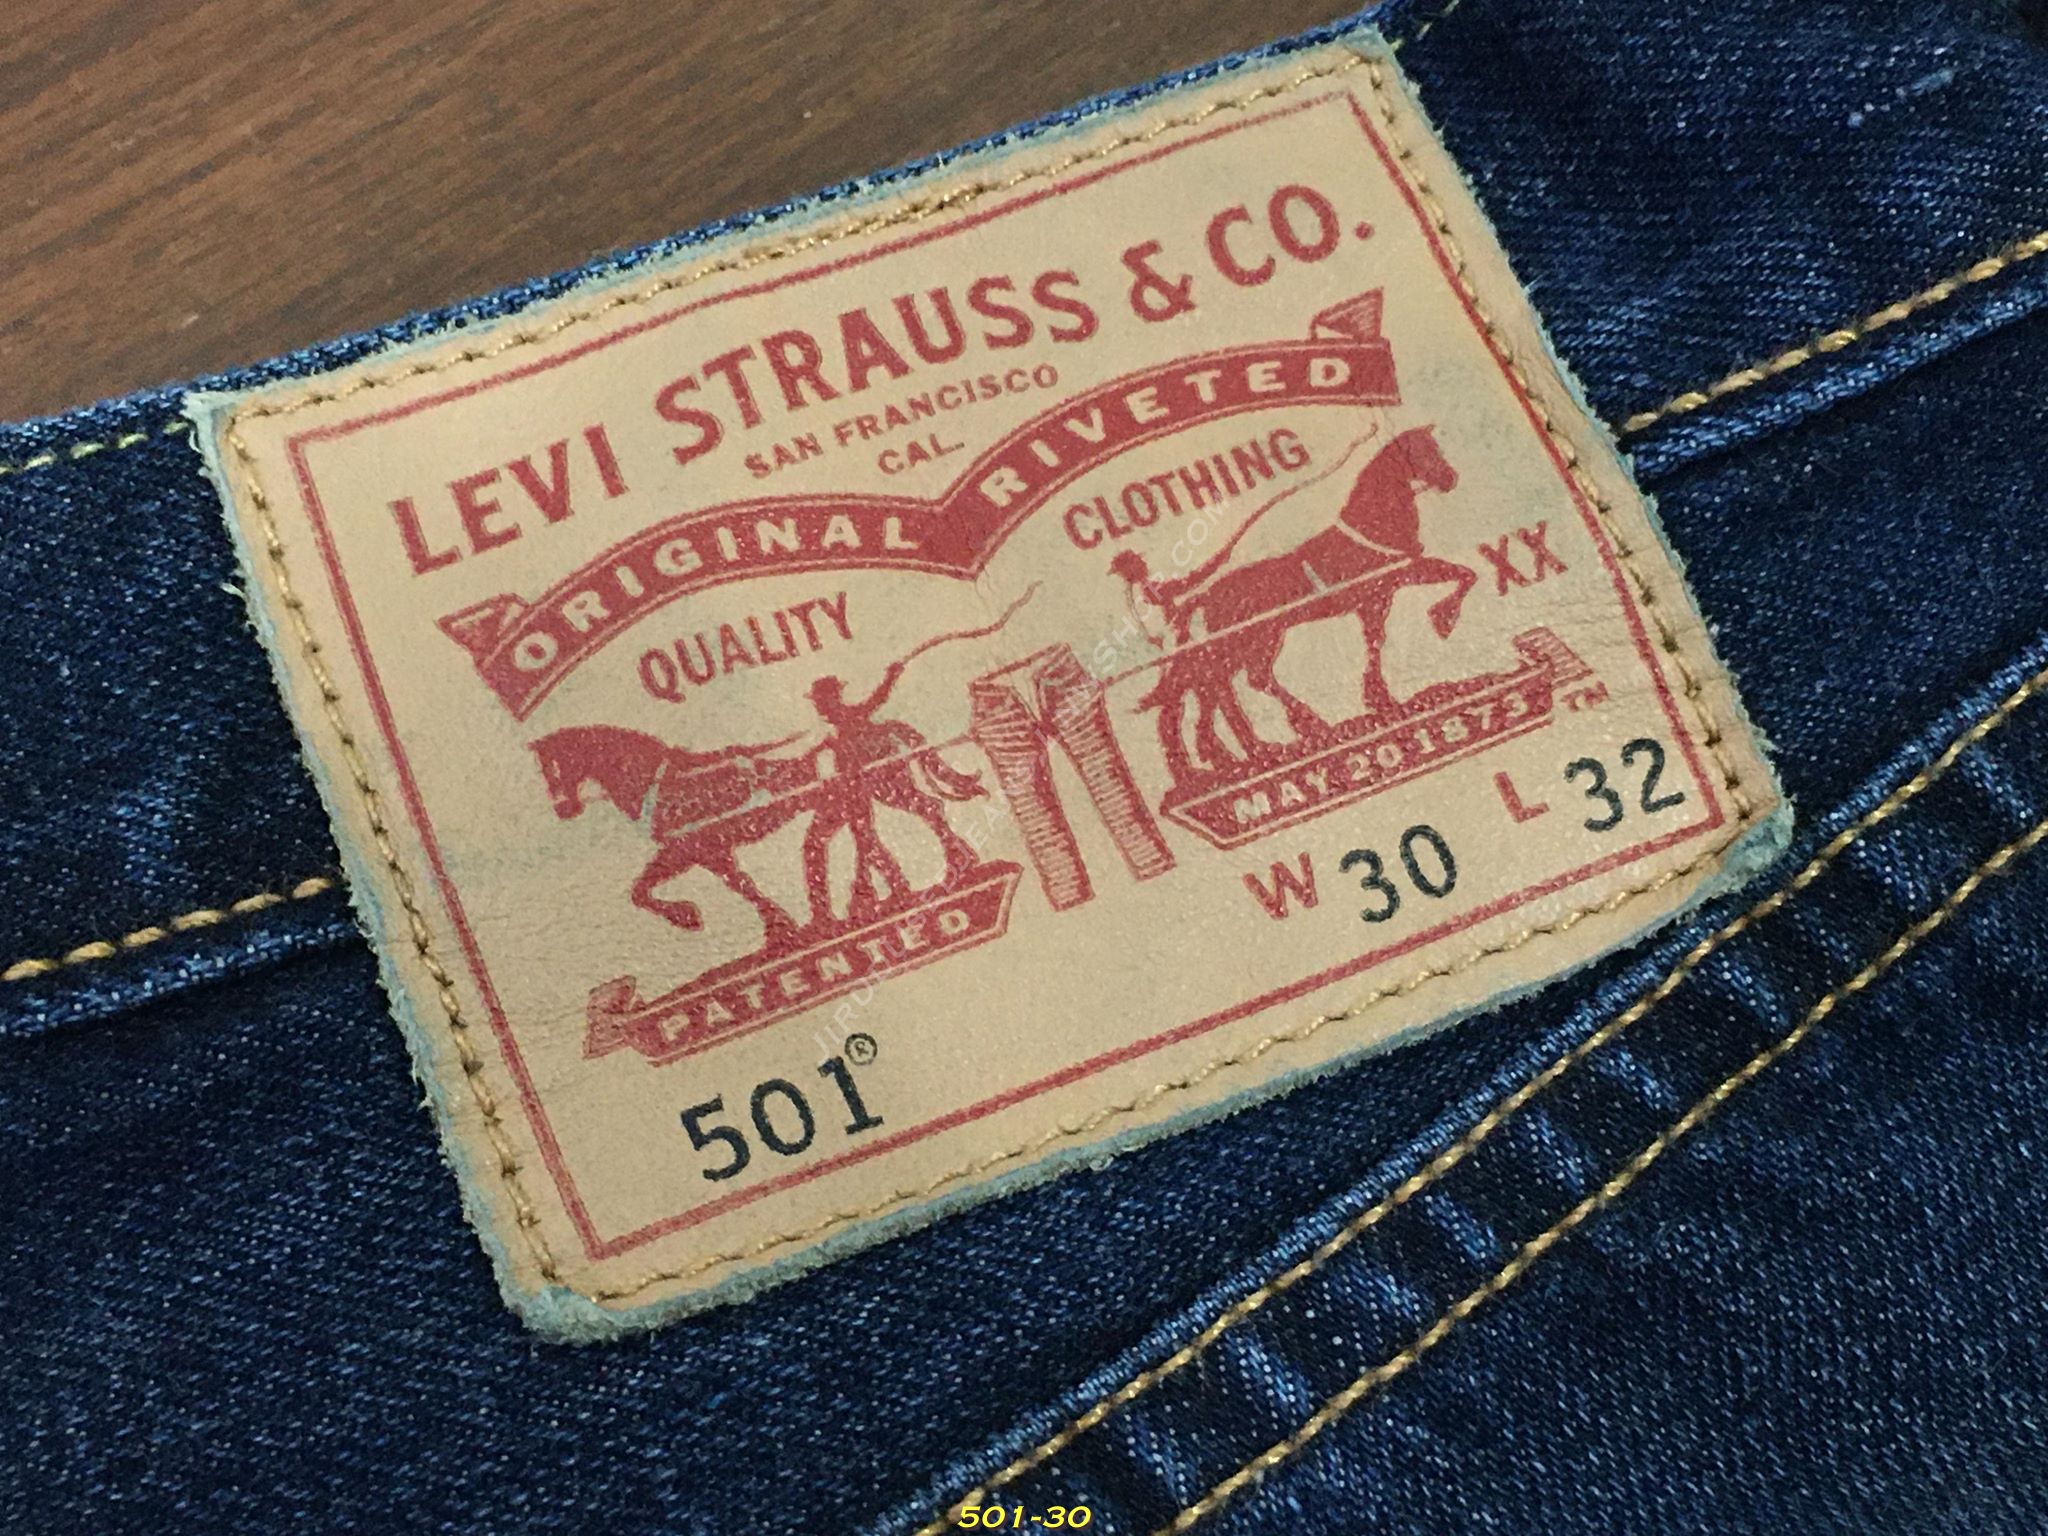 LEVI STRAUSS & CO.
SAN FRANCISCO
CAL.
ORIGINAL RIVETED
QUALITY CLOTHING
XX
PATENTED
MAY 20 1873 ™
W 30 L 32
501®
501-30